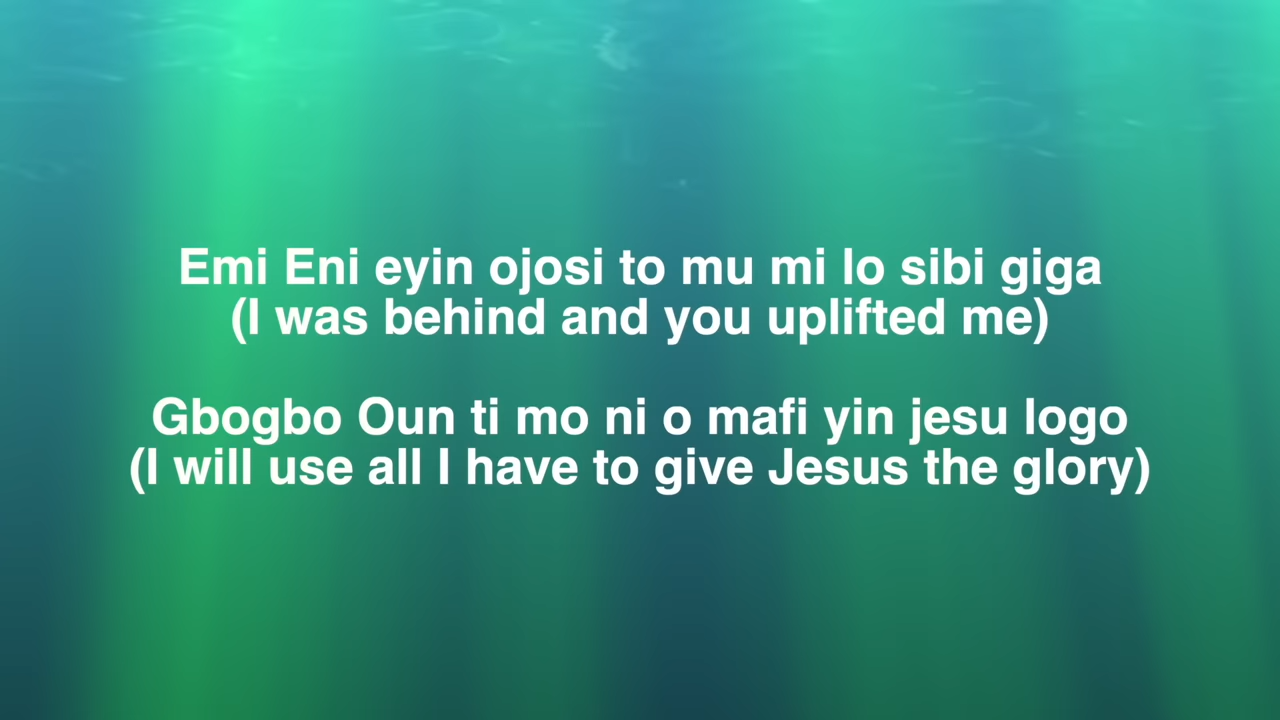 Emi Eni eyin ojosi to mu mi lo sibi giga
(I was behind and you uplifted me)
Gbogbo Oun ti mo ni o mafi yin jesu logo
(I will use all I have to give Jesus the glory)